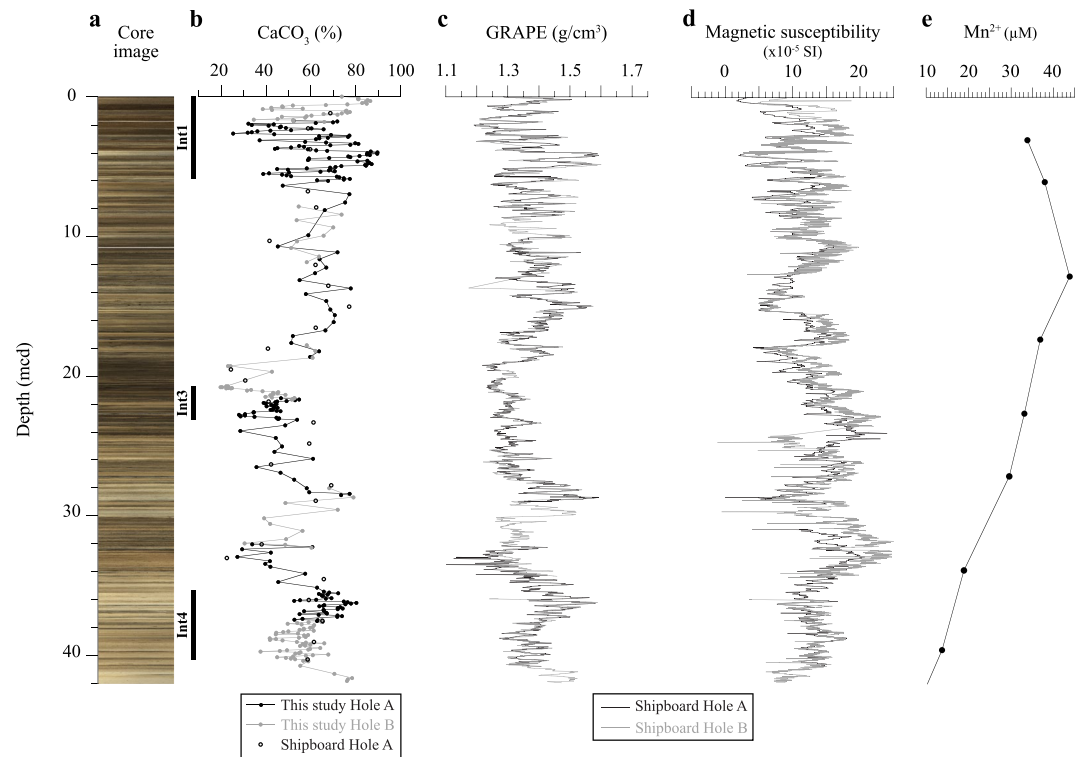 a
b
c
d
e
Core
image
CaCO₃ (%)
GRAPE (g/cm³)
Magnetic susceptibility
(x10⁻⁵ SI)
Mn²⁺ (µM)
20 40 60 80 100
1.1 1.3 1.5 1.7
0 10 20
10 20 30 40
0
10
20
30
40
Depth (mcd)
Int1
Int3
Int4
This study Hole A
This study Hole B
Shipboard Hole A
Shipboard Hole A
Shipboard Hole B